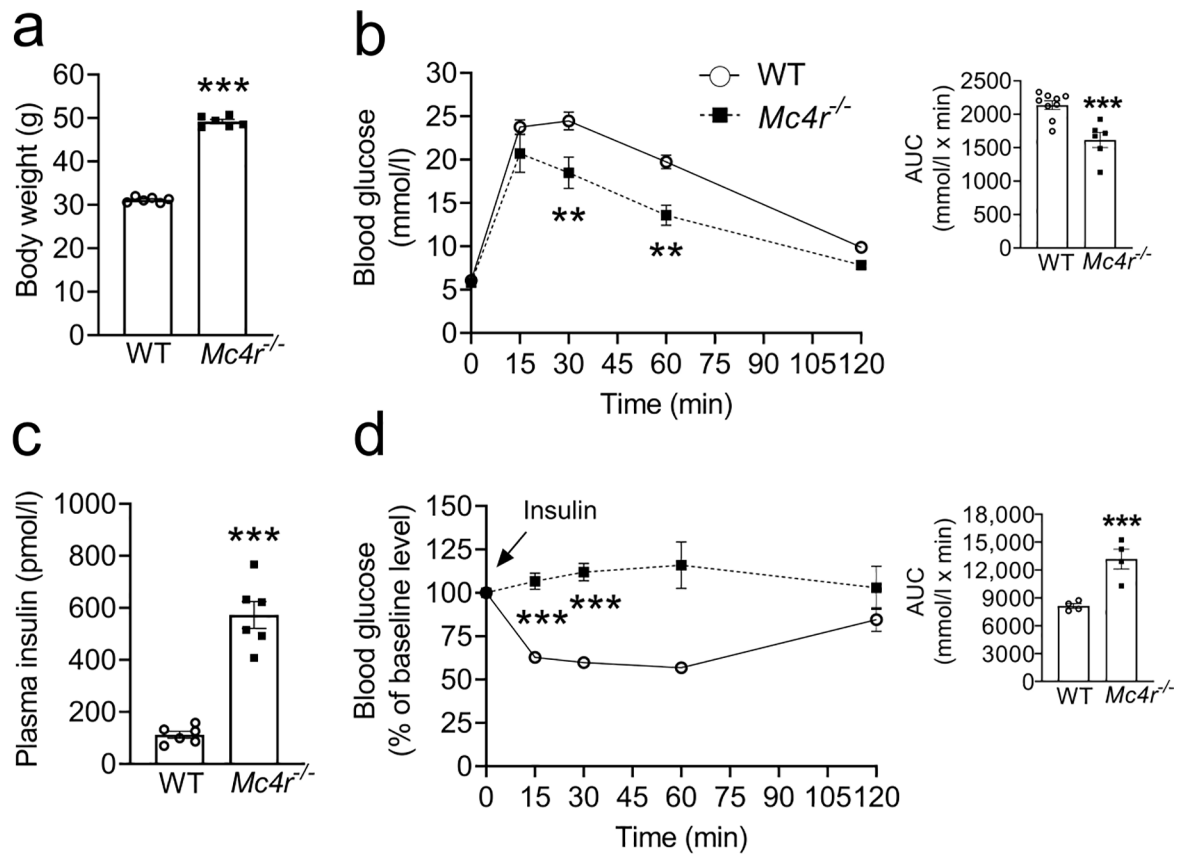 a
Body weight (g)
60
50
40
30
20
10
0
***
WT
Mc4r-/-
b
Blood glucose
(mmol/l)
30
25
20
15
10
5
0
**
**
0 15 30 45 60 75 90 105 120
Time (min)
WT
Mc4r-/-
AUC
(mmol/l x min)
2500
2000
1500
1000
500
0
***
WT
Mc4r-/-
c
Plasma insulin (pmol/l)
1000
800
600
400
200
0
***
WT
Mc4r-/-
d
Blood glucose
(% of baseline level)
150
125
100
75
50
25
0
Insulin
***
***
0 15 30 45 60 75 90 105 120
Time (min)
AUC
(mmol/l x min)
18,000
15,000
12,000
9000
6000
3000
0
***
WT
Mc4r-/-